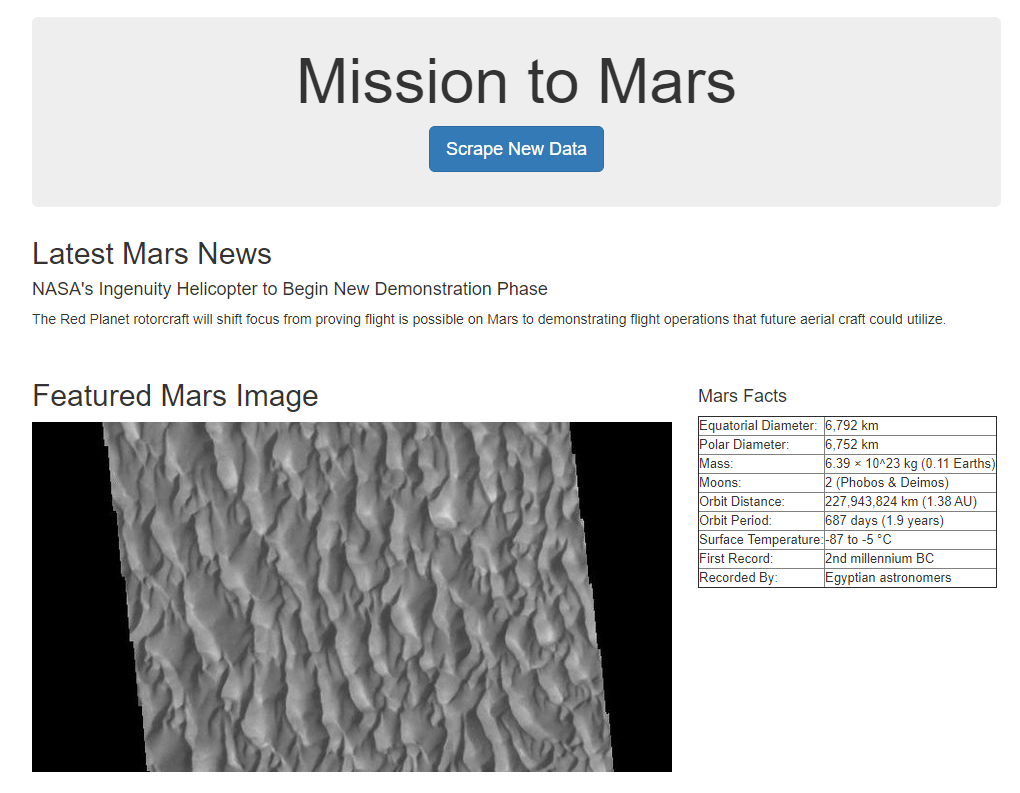 Mission to Mars
Scrape New Data
Latest Mars News
NASA's Ingenuity Helicopter to Begin New Demonstration Phase
The Red Planet rotorcraft will shift focus from proving flight is possible on Mars to demonstrating flight operations that future aerial craft could utilize.
Featured Mars Image
Mars Facts
Equatorial Diameter: 6,792 km
Polar Diameter: 6,752 km
Mass: 6.39 × 10^23 kg (0.11 Earths)
Moons: 2 (Phobos & Deimos)
Orbit Distance: 227,943,824 km (1.38 AU)
Orbit Period: 687 days (1.9 years)
Surface Temperature: -87 to -5 °C
First Record: 2nd millennium BC
Recorded By: Egyptian astronomers